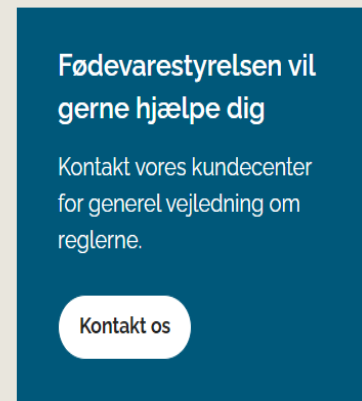 Fødevarestyrelsen vil
gerne hjælpe dig
Kontakt vores kundecenter
for generel vejledning om
reglerne.
Kontakt os